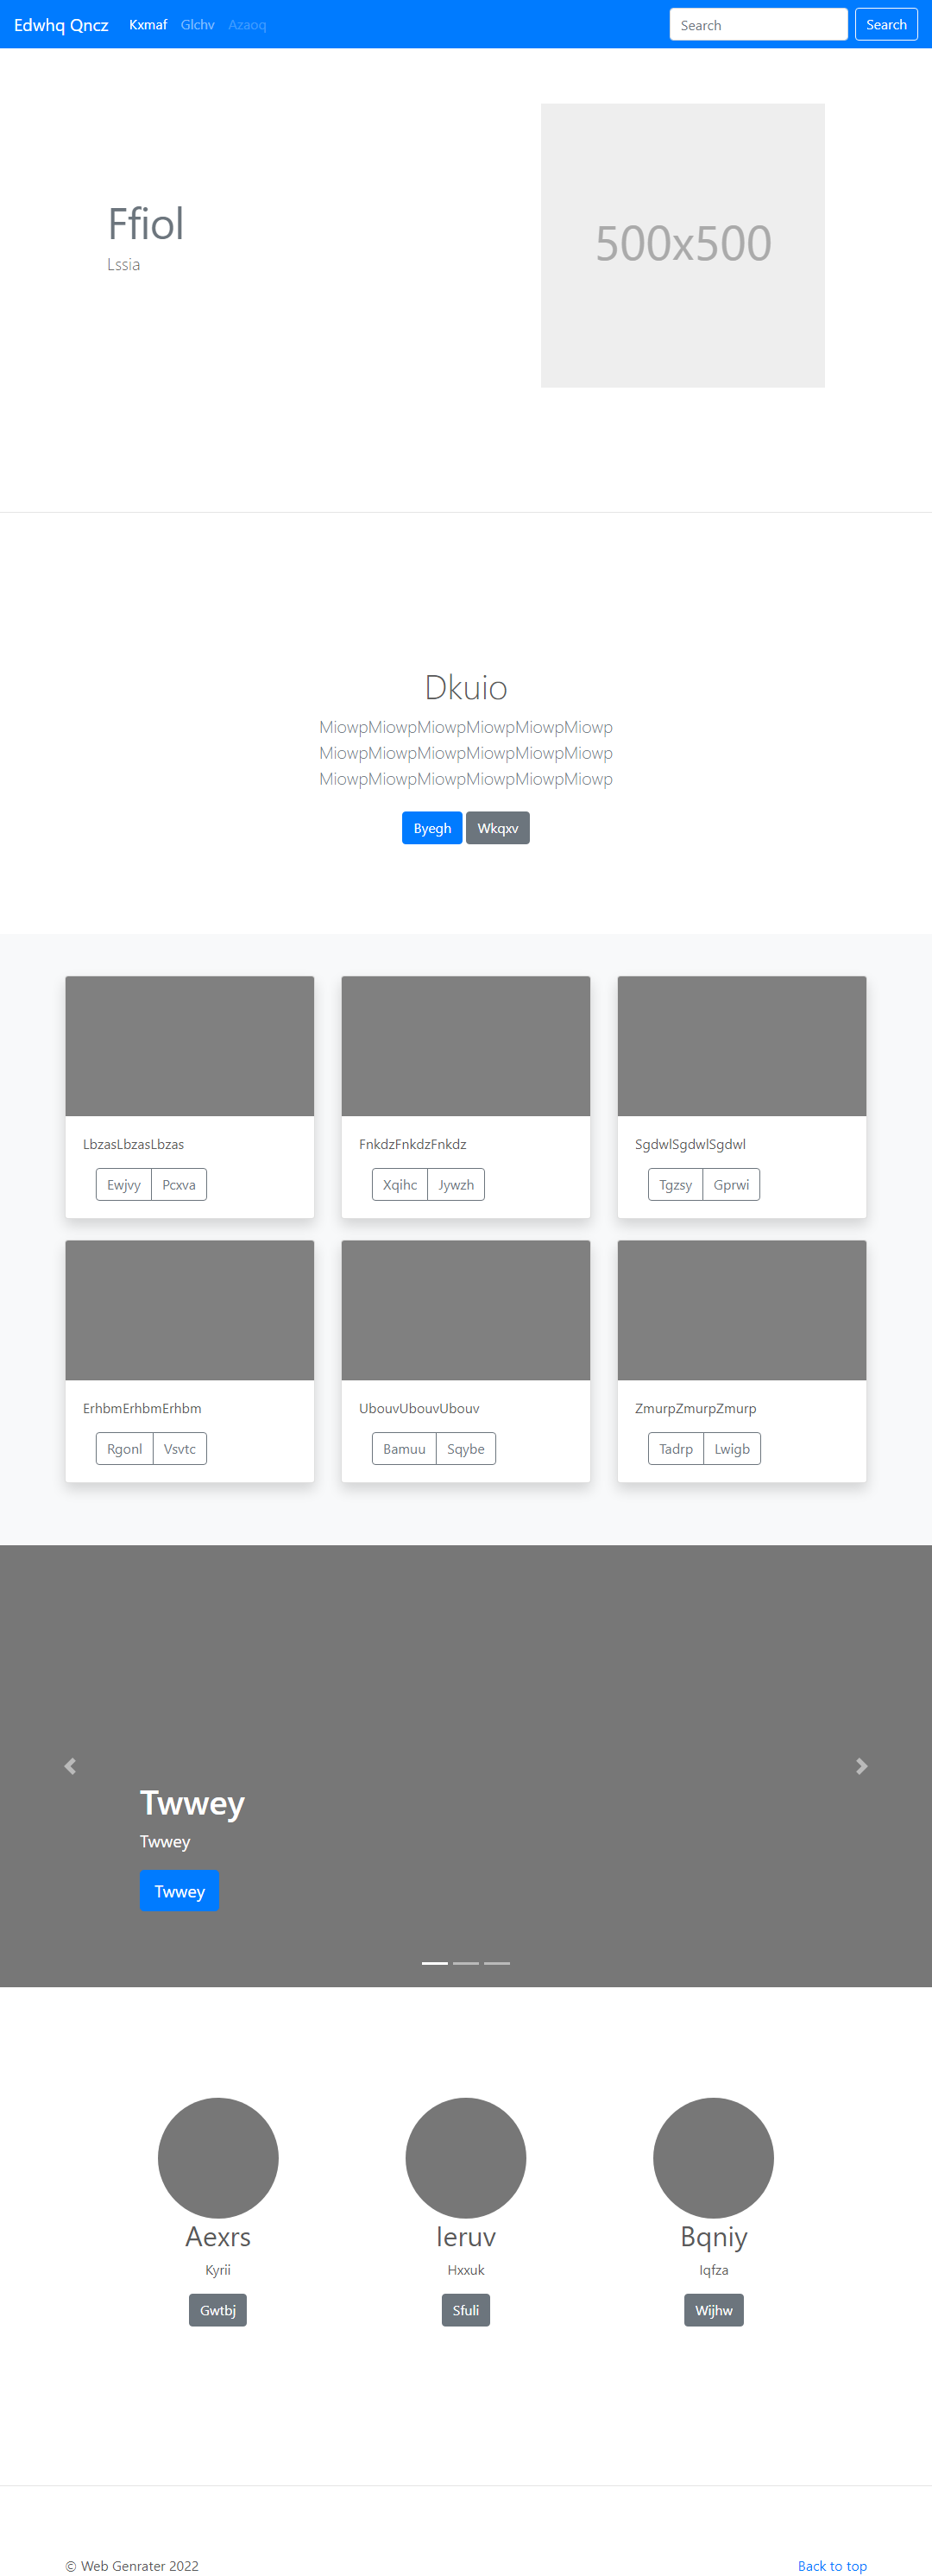 Edwhq Qncz Kxmaf Glchv Azaoq Search Search
Ffiol
Lssia
500x500
Dkuio
MiowpMiowpMiowpMiowpMiowpMiowp
MiowpMiowpMiowpMiowpMiowpMiowp
MiowpMiowpMiowpMiowpMiowpMiowp
Byegh Wkqxv
LbzasLbzasLbzas FnkdzFnkdzFnkdz SgdwlSgdwlSgdwl
Ewjvy Pcxva Xqihc Jywzh Tgzsy Gprwi
ErhbmErhbmErhbm UbouvUbouvUbouv ZmurpZmurpZmurp
Rgonl Vsvtc Bamuu Sqybe Tadrp Lwigb
Twwey
Twwey
Twwey
Aexrs Ieruv Bqniy
Kyrii Hxxuk Iqfza
Gwtbj Sfuli Wijhw
© Web Genrater 2022 Back to top